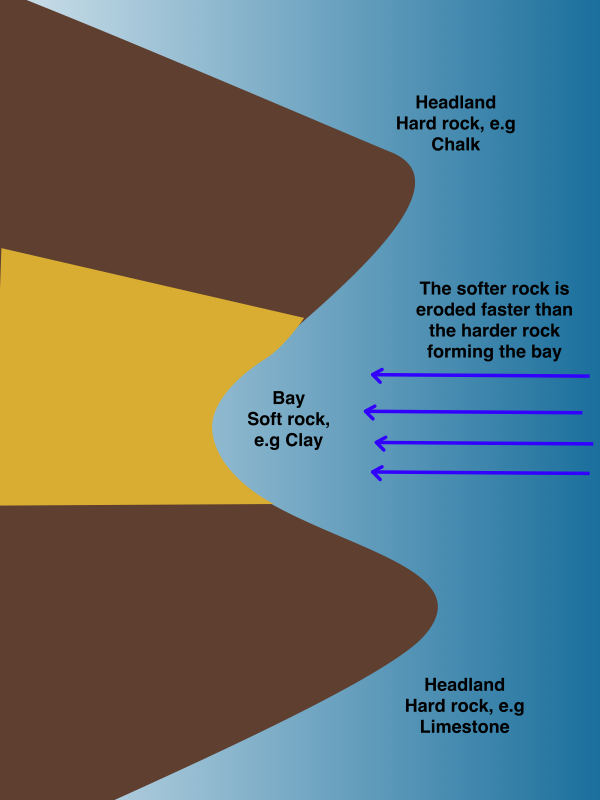 Headland
Hard rock, e.g
Chalk
The softer rock is
eroded faster than
the harder rock
forming the bay
Bay
Soft rock,
e.g Clay
Headland
Hard rock, e.g
Limestone